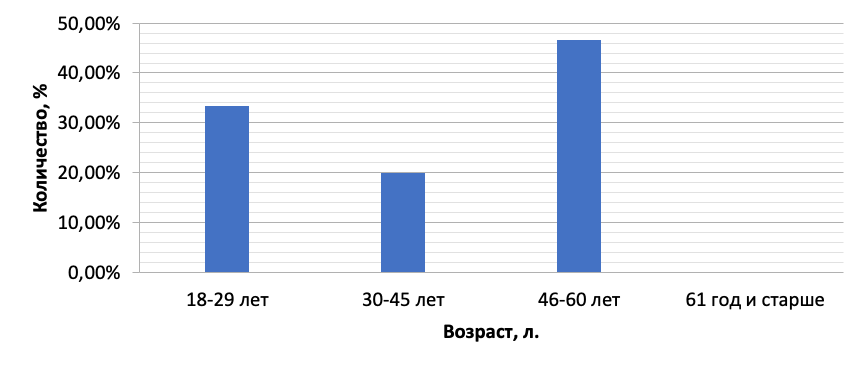 Количество, %
50,00%
40,00%
30,00%
20,00%
10,00%
0,00%
18-29 лет 30-45 лет 46-60 лет 61 год и старше
Возраст, л.